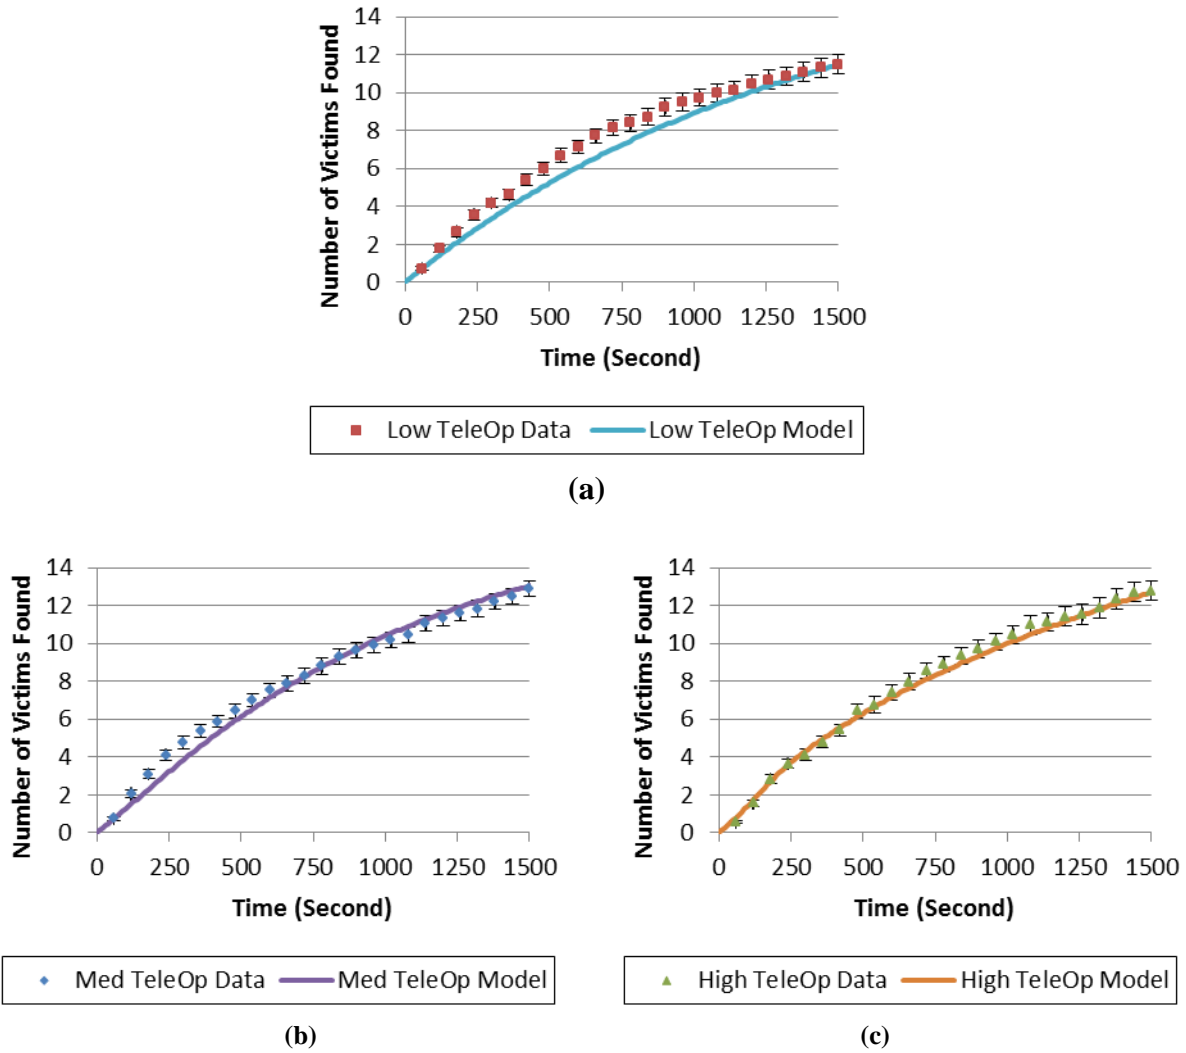 14
12
10
8
6
4
2
0
Number of Victims Found
0 250 500 750 1000 1250 1500
Time (Second)
Low TeleOp Data Low TeleOp Model
(a)
14
12
10
8
6
4
2
0
Number of Victims Found
0 250 500 750 1000 1250 1500
Time (Second)
Med TeleOp Data Med TeleOp Model
(b)
14
12
10
8
6
4
2
0
Number of Victims Found
0 250 500 750 1000 1250 1500
Time (Second)
High TeleOp Data High TeleOp Model
(c)